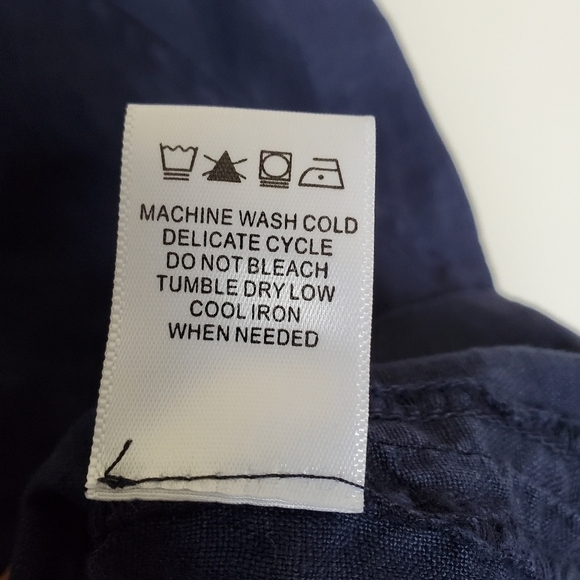 MACHINE WASH COLD
DELICATE CYCLE
DO NOT BLEACH
TUMBLE DRY LOW
COOL IRON
WHEN NEEDED